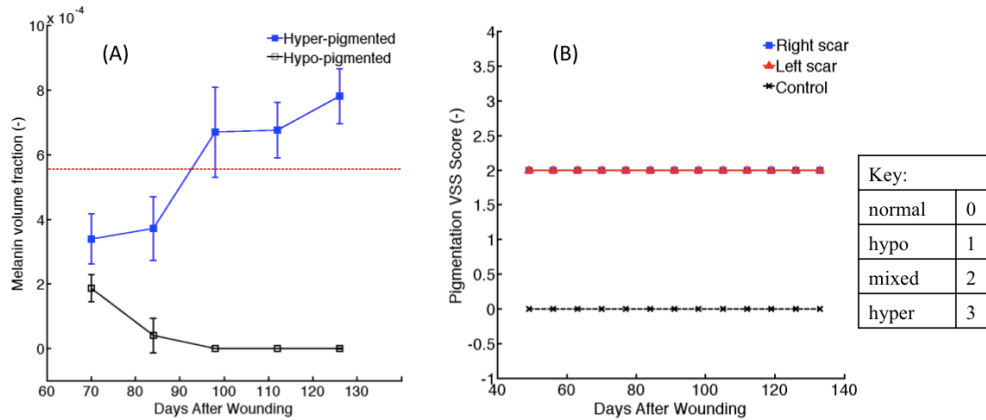 x 10-4
(A)
Hyper-pigmented
Hypo-pigmented
Melanin volume fraction (-)
10
8
6
4
2
0
60 70 80 90 100 110 120 130
Days After Wounding
(B)
Right scar
Left scar
Control
Pigmentation VSS Score (-)
4
3.5
3
2.5
2
1.5
1
0.5
0
-0.5
-1
40 60 80 100 120 140
Days After Wounding
Key:
normal 0
hypo 1
mixed 2
hyper 3